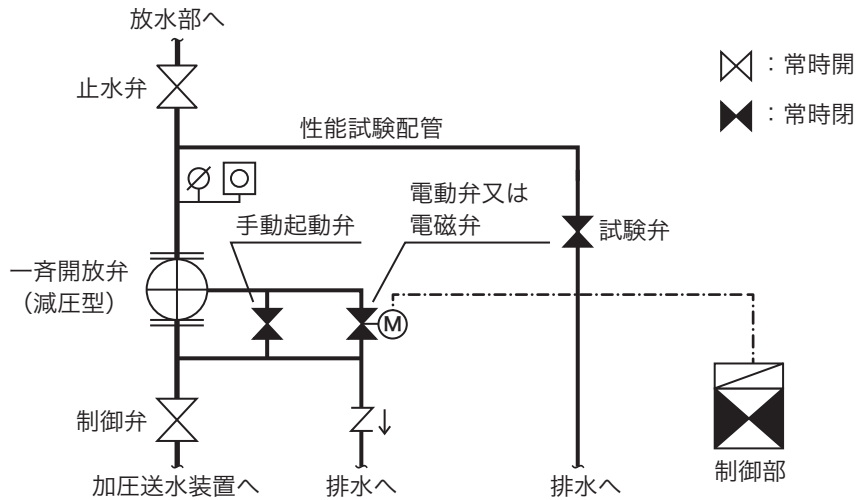 放水部へ
止水弁
：常時開
：常時閉
性能試験配管
電動弁又は
電磁弁
手動起動弁
試験弁
一斉開放弁
（減圧型）
M
制御弁
加圧送水装置へ
排水へ
排水へ
制御部